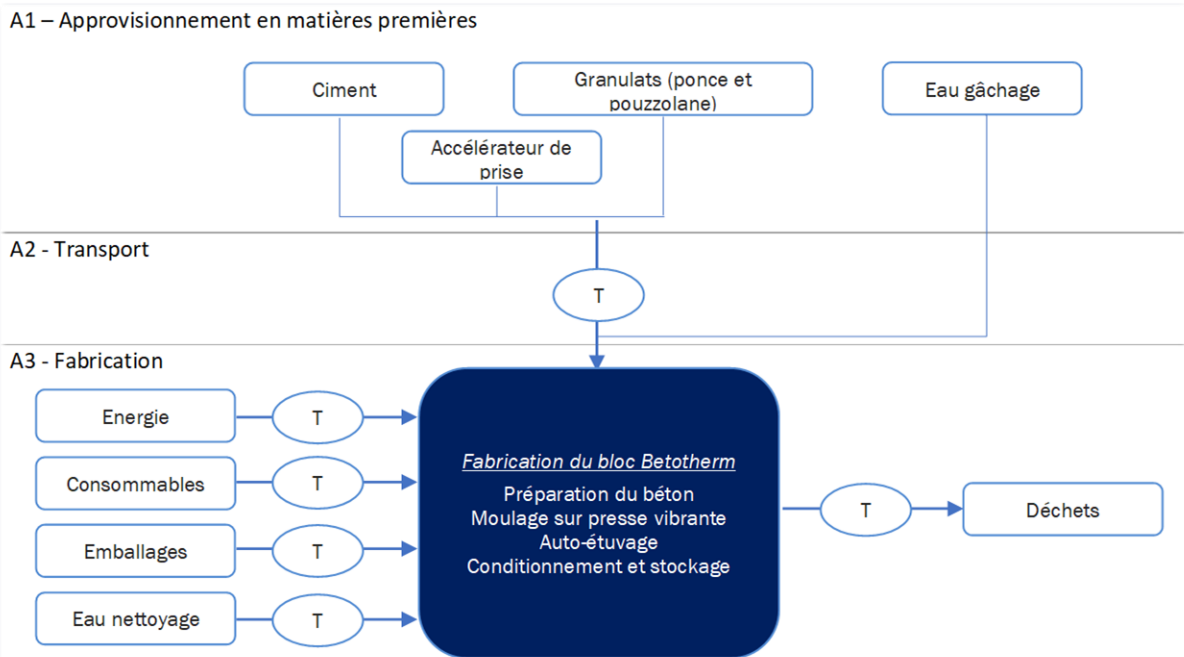 A1 – Approvisionnement en matières premières
Ciment
Granulats (ponce et
pouzzolane)
Eau gâchage
Accélérateur de
prise
A2 - Transport
T
A3 - Fabrication
Energie
T
Consommables
T
Emballages
T
Eau nettoyage
T
Fabrication du bloc Betotherm
Préparation du béton
Moulage sur presse vibrante
Auto-étuvage
Conditionnement et stockage
T
Déchets